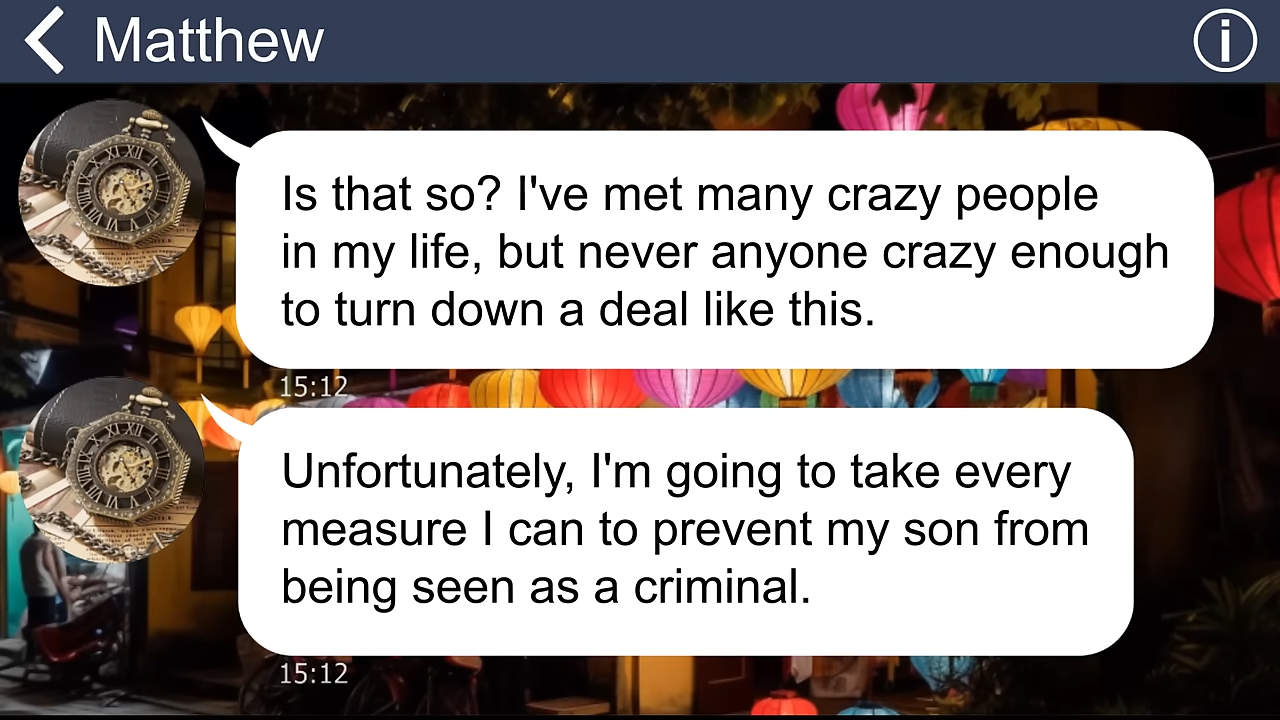 Matthew
Is that so? I've met many crazy people
in my life, but never anyone crazy enough
to turn down a deal like this.
15:12
Unfortunately, I'm going to take every
measure I can to prevent my son from
being seen as a criminal.
15:12